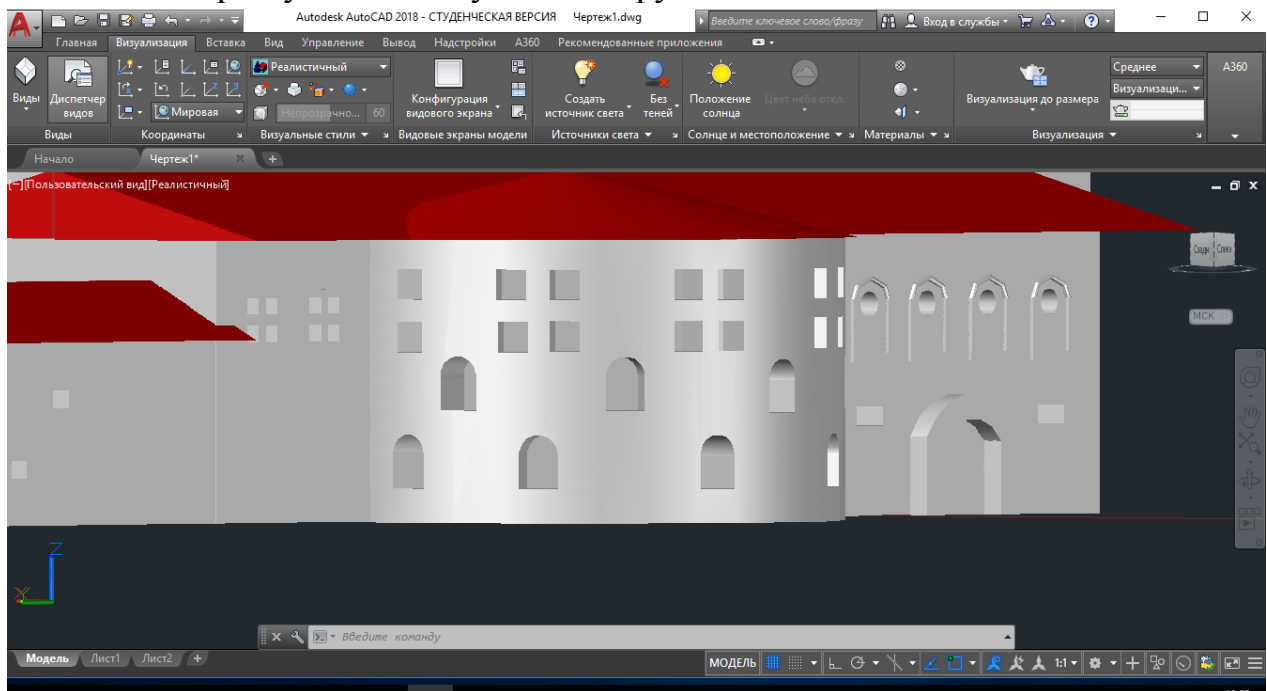 Autodesk AutoCAD 2018 - СТУДЕНЧЕСКАЯ ВЕРСИЯ Чертеж1.dwg
Введите ключевое слово/фразу
Вход в службы
Главная Визуализация Вставка Вид Управление Вывод Надстройки A360 Рекомендованные приложения
Виды
Диспетчер видов
Мировая
Реалистичный
Непрозрачно... 60
Конфигурация видового экрана
Создать источник света
Без теней
Положение солнца
Цвет неба откл.
Визуализация до размера
Среднее
Визуализаци...
A360
Виды Координаты Визуальные стили Видовые экраны модели Источники света Солнце и местоположение Материалы Визуализация
Начало Чертеж1* +
[–][Пользовательский вид][Реалистичный]
МСК
Z
X
Введите команду
Модель Лист1 Лист2 +
МОДЕЛЬ 1:1